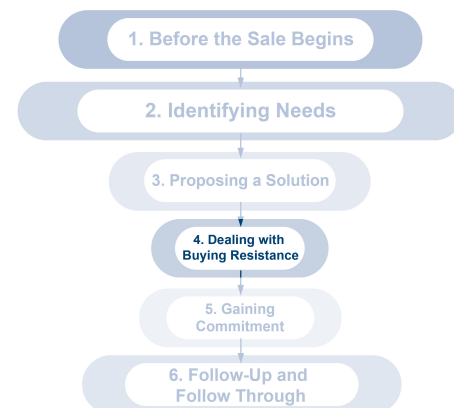 1. Before the Sale Begins
2. Identifying Needs
3. Proposing a Solution
4. Dealing with
Buying Resistance
5. Gaining
Commitment
6. Follow-Up and
Follow Through